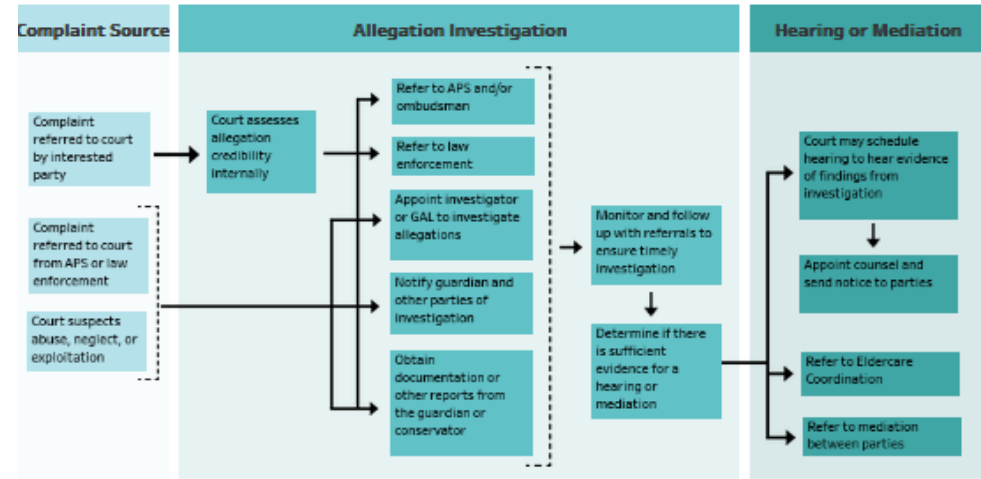 Complaint Source
Allegation Investigation
Hearing or Mediation
Complaint
referred to court
by interested
party
Complaint
referred to court
from APS or law
enforcement
Court suspects
abuse, neglect, or
exploitation
Court assesses
allegation
credibility
internally
Refer to APS and/or
ombudsman
Refer to law
enforcement
Appoint investigator
or GAL to investigate
allegations
Notify guardian and
other parties of
investigation
Obtain
documentation or
other reports from
the guardian or
conservator
Monitor and follow
up with referrals to
ensure timely
investigation
Determine if there
is sufficient
evidence for a
hearing or
mediation
Court may schedule
hearing to hear evidence
of findings from
investigation
Appoint counsel and
send notice to parties
Refer to Eldercare
Coordination
Refer to mediation
between parties